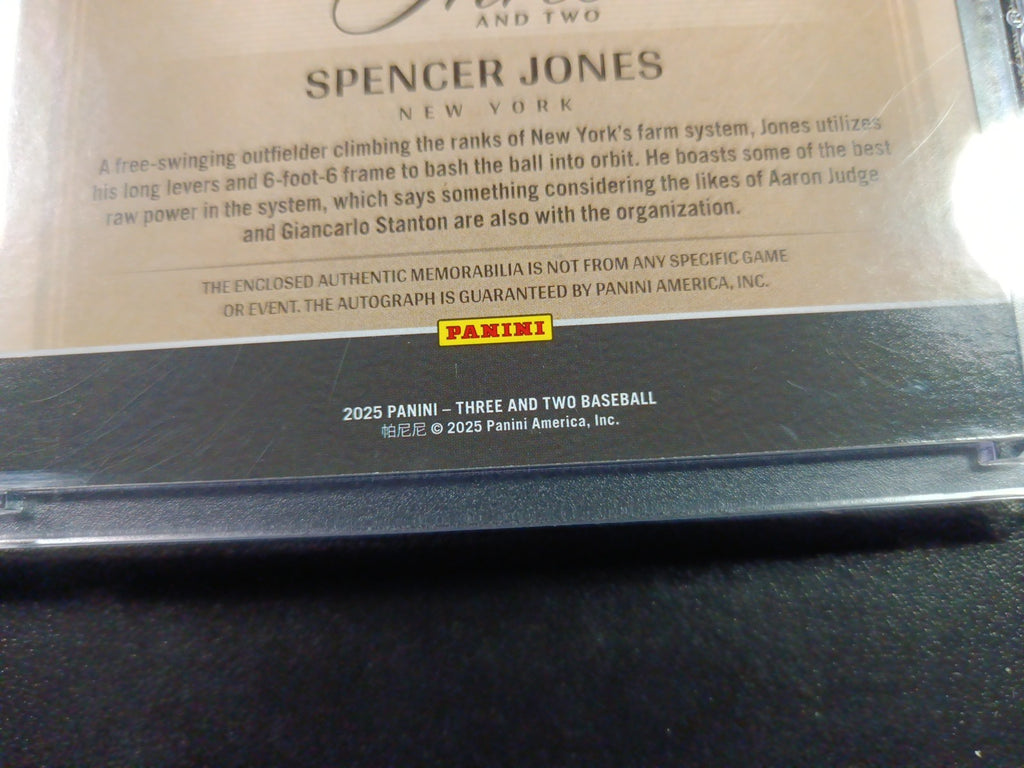 Three
AND TWO
SPENCER JONES
NEW YORK
A free-swinging outfielder climbing the ranks of New York's farm system, Jones utilizes
his long levers and 6-foot-6 frame to bash the ball into orbit. He boasts some of the best
raw power in the system, which says something considering the likes of Aaron Judge
and Giancarlo Stanton are also with the organization.
THE ENCLOSED AUTHENTIC MEMORABILIA IS NOT FROM ANY SPECIFIC GAME
OR EVENT. THE AUTOGRAPH IS GUARANTEED BY PANINI AMERICA, INC.
PANINI
2025 PANINI – THREE AND TWO BASEBALL
帕尼尼 © 2025 Panini America, Inc.